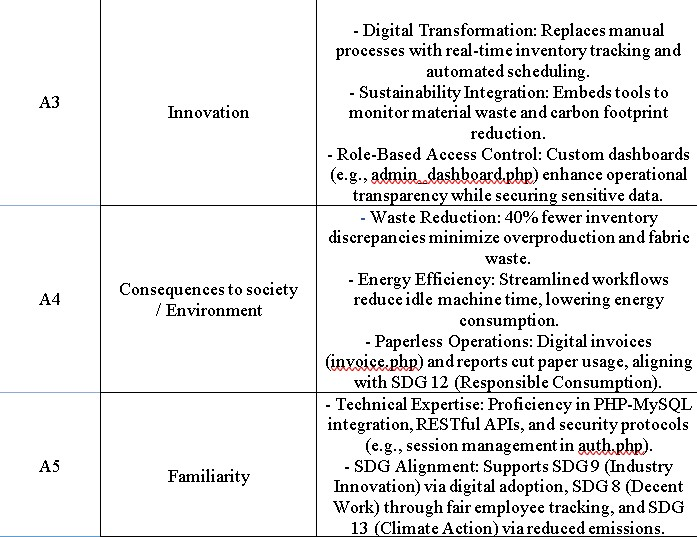 A3
Innovation
- Digital Transformation: Replaces manual
processes with real-time inventory tracking and
automated scheduling.
- Sustainability Integration: Embeds tools to
monitor material waste and carbon footprint
reduction.
- Role-Based Access Control: Custom dashboards
(e.g., admin_dashboard.php) enhance operational
transparency while securing sensitive data.
A4
Consequences to society
/ Environment
- Waste Reduction: 40% fewer inventory
discrepancies minimize overproduction and fabric
waste.
- Energy Efficiency: Streamlined workflows
reduce idle machine time, lowering energy
consumption.
- Paperless Operations: Digital invoices
(invoice.php) and reports cut paper usage, aligning
with SDG 12 (Responsible Consumption).
A5
Familiarity
- Technical Expertise: Proficiency in PHP-MySQL
integration, RESTful APIs, and security protocols
(e.g., session management in auth.php).
- SDG Alignment: Supports SDG 9 (Industry
Innovation) via digital adoption, SDG 8 (Decent
Work) through fair employee tracking, and SDG
13 (Climate Action) via reduced emissions.